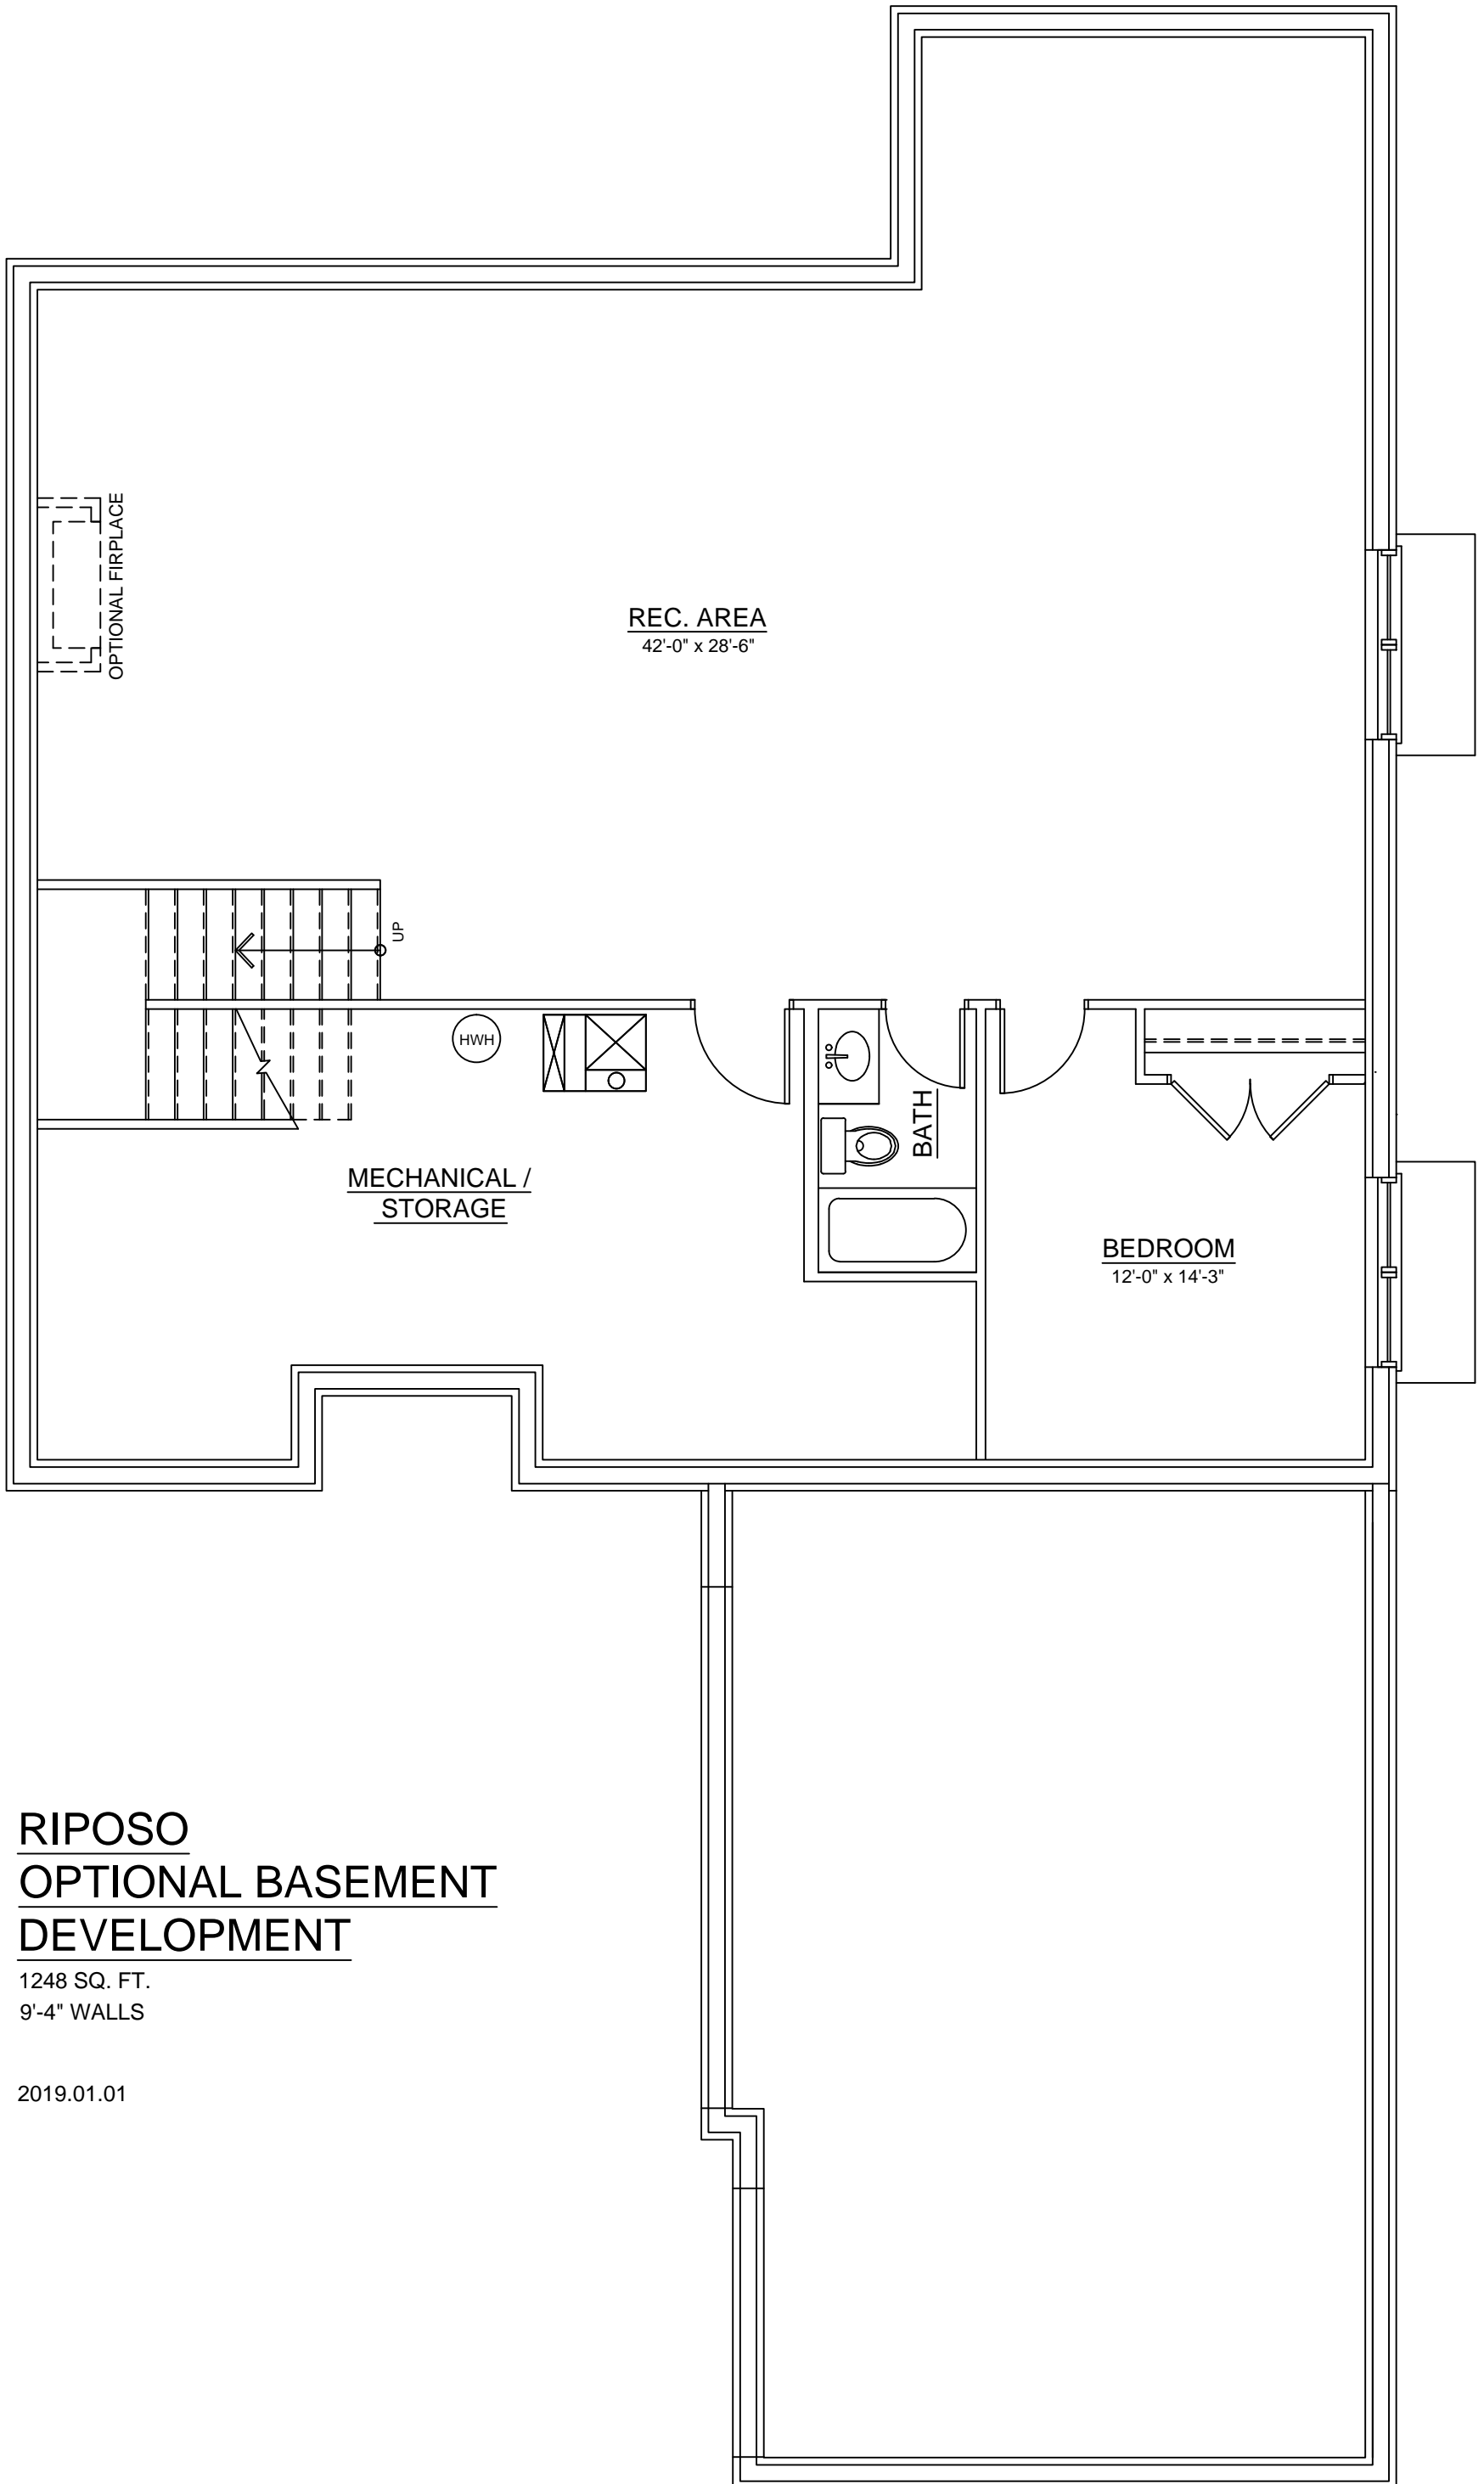 OPTIONAL FIRPLACE
REC. AREA
42'-0" x 28'-6"
UP
HWH
BATH
MECHANICAL /
STORAGE
BEDROOM
12'-0" x 14'-3"
RIPOSO
OPTIONAL BASEMENT
DEVELOPMENT
1248 SQ. FT.
9'-4" WALLS
2019.01.01